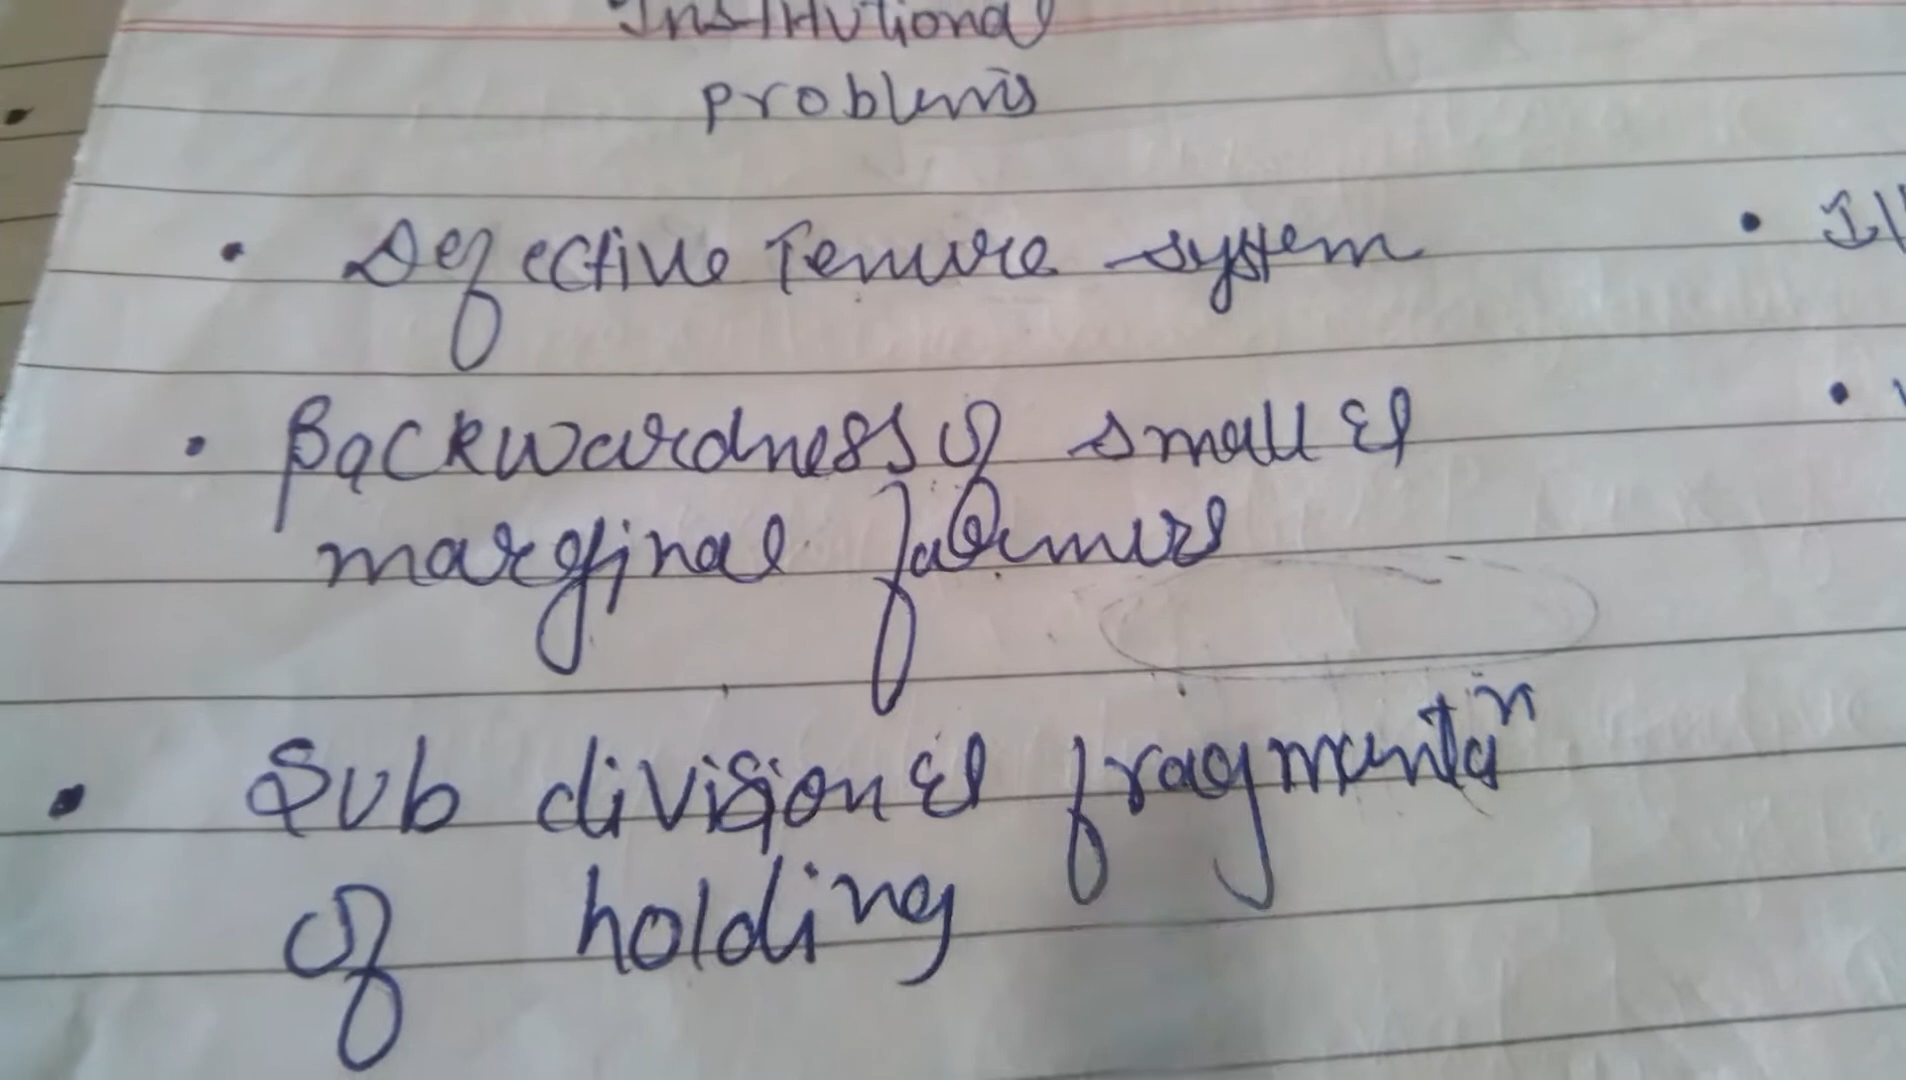 Institutional
problems
• Defective Tenure system
• Backwardness of small &
marginal farmers
• Sub division & fragmentaⁿ
of holding